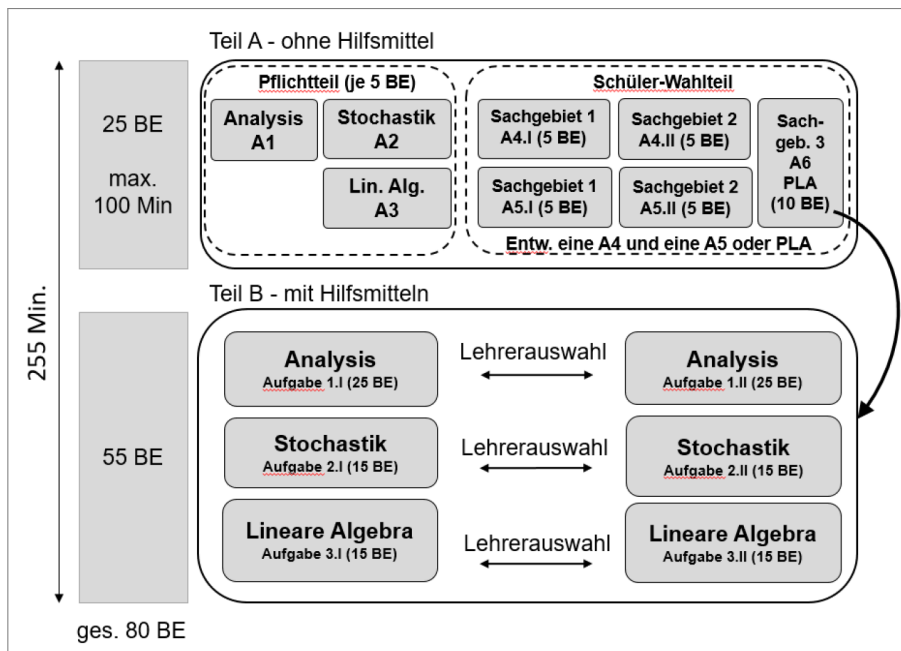 Teil A - ohne Hilfsmittel
255 Min.
25 BE
max.
100 Min
Pflichtteil (je 5 BE)
Analysis
A1
Stochastik
A2
Lin. Alg.
A3
Schüler-Wahlteil
Sachgebiet 1
A4.I (5 BE)
Sachgebiet 2
A4.II (5 BE)
Sachgebiet 1
A5.I (5 BE)
Sachgebiet 2
A5.II (5 BE)
Sach-
geb. 3
A6
PLA
(10 BE)
Entw. eine A4 und eine A5 oder PLA
Teil B - mit Hilfsmitteln
55 BE
Analysis
Aufgabe 1.I (25 BE)
Lehrerauswahl
Analysis
Aufgabe 1.II (25 BE)
Stochastik
Aufgabe 2.I (15 BE)
Lehrerauswahl
Stochastik
Aufgabe 2.II (15 BE)
Lineare Algebra
Aufgabe 3.I (15 BE)
Lehrerauswahl
Lineare Algebra
Aufgabe 3.II (15 BE)
ges. 80 BE